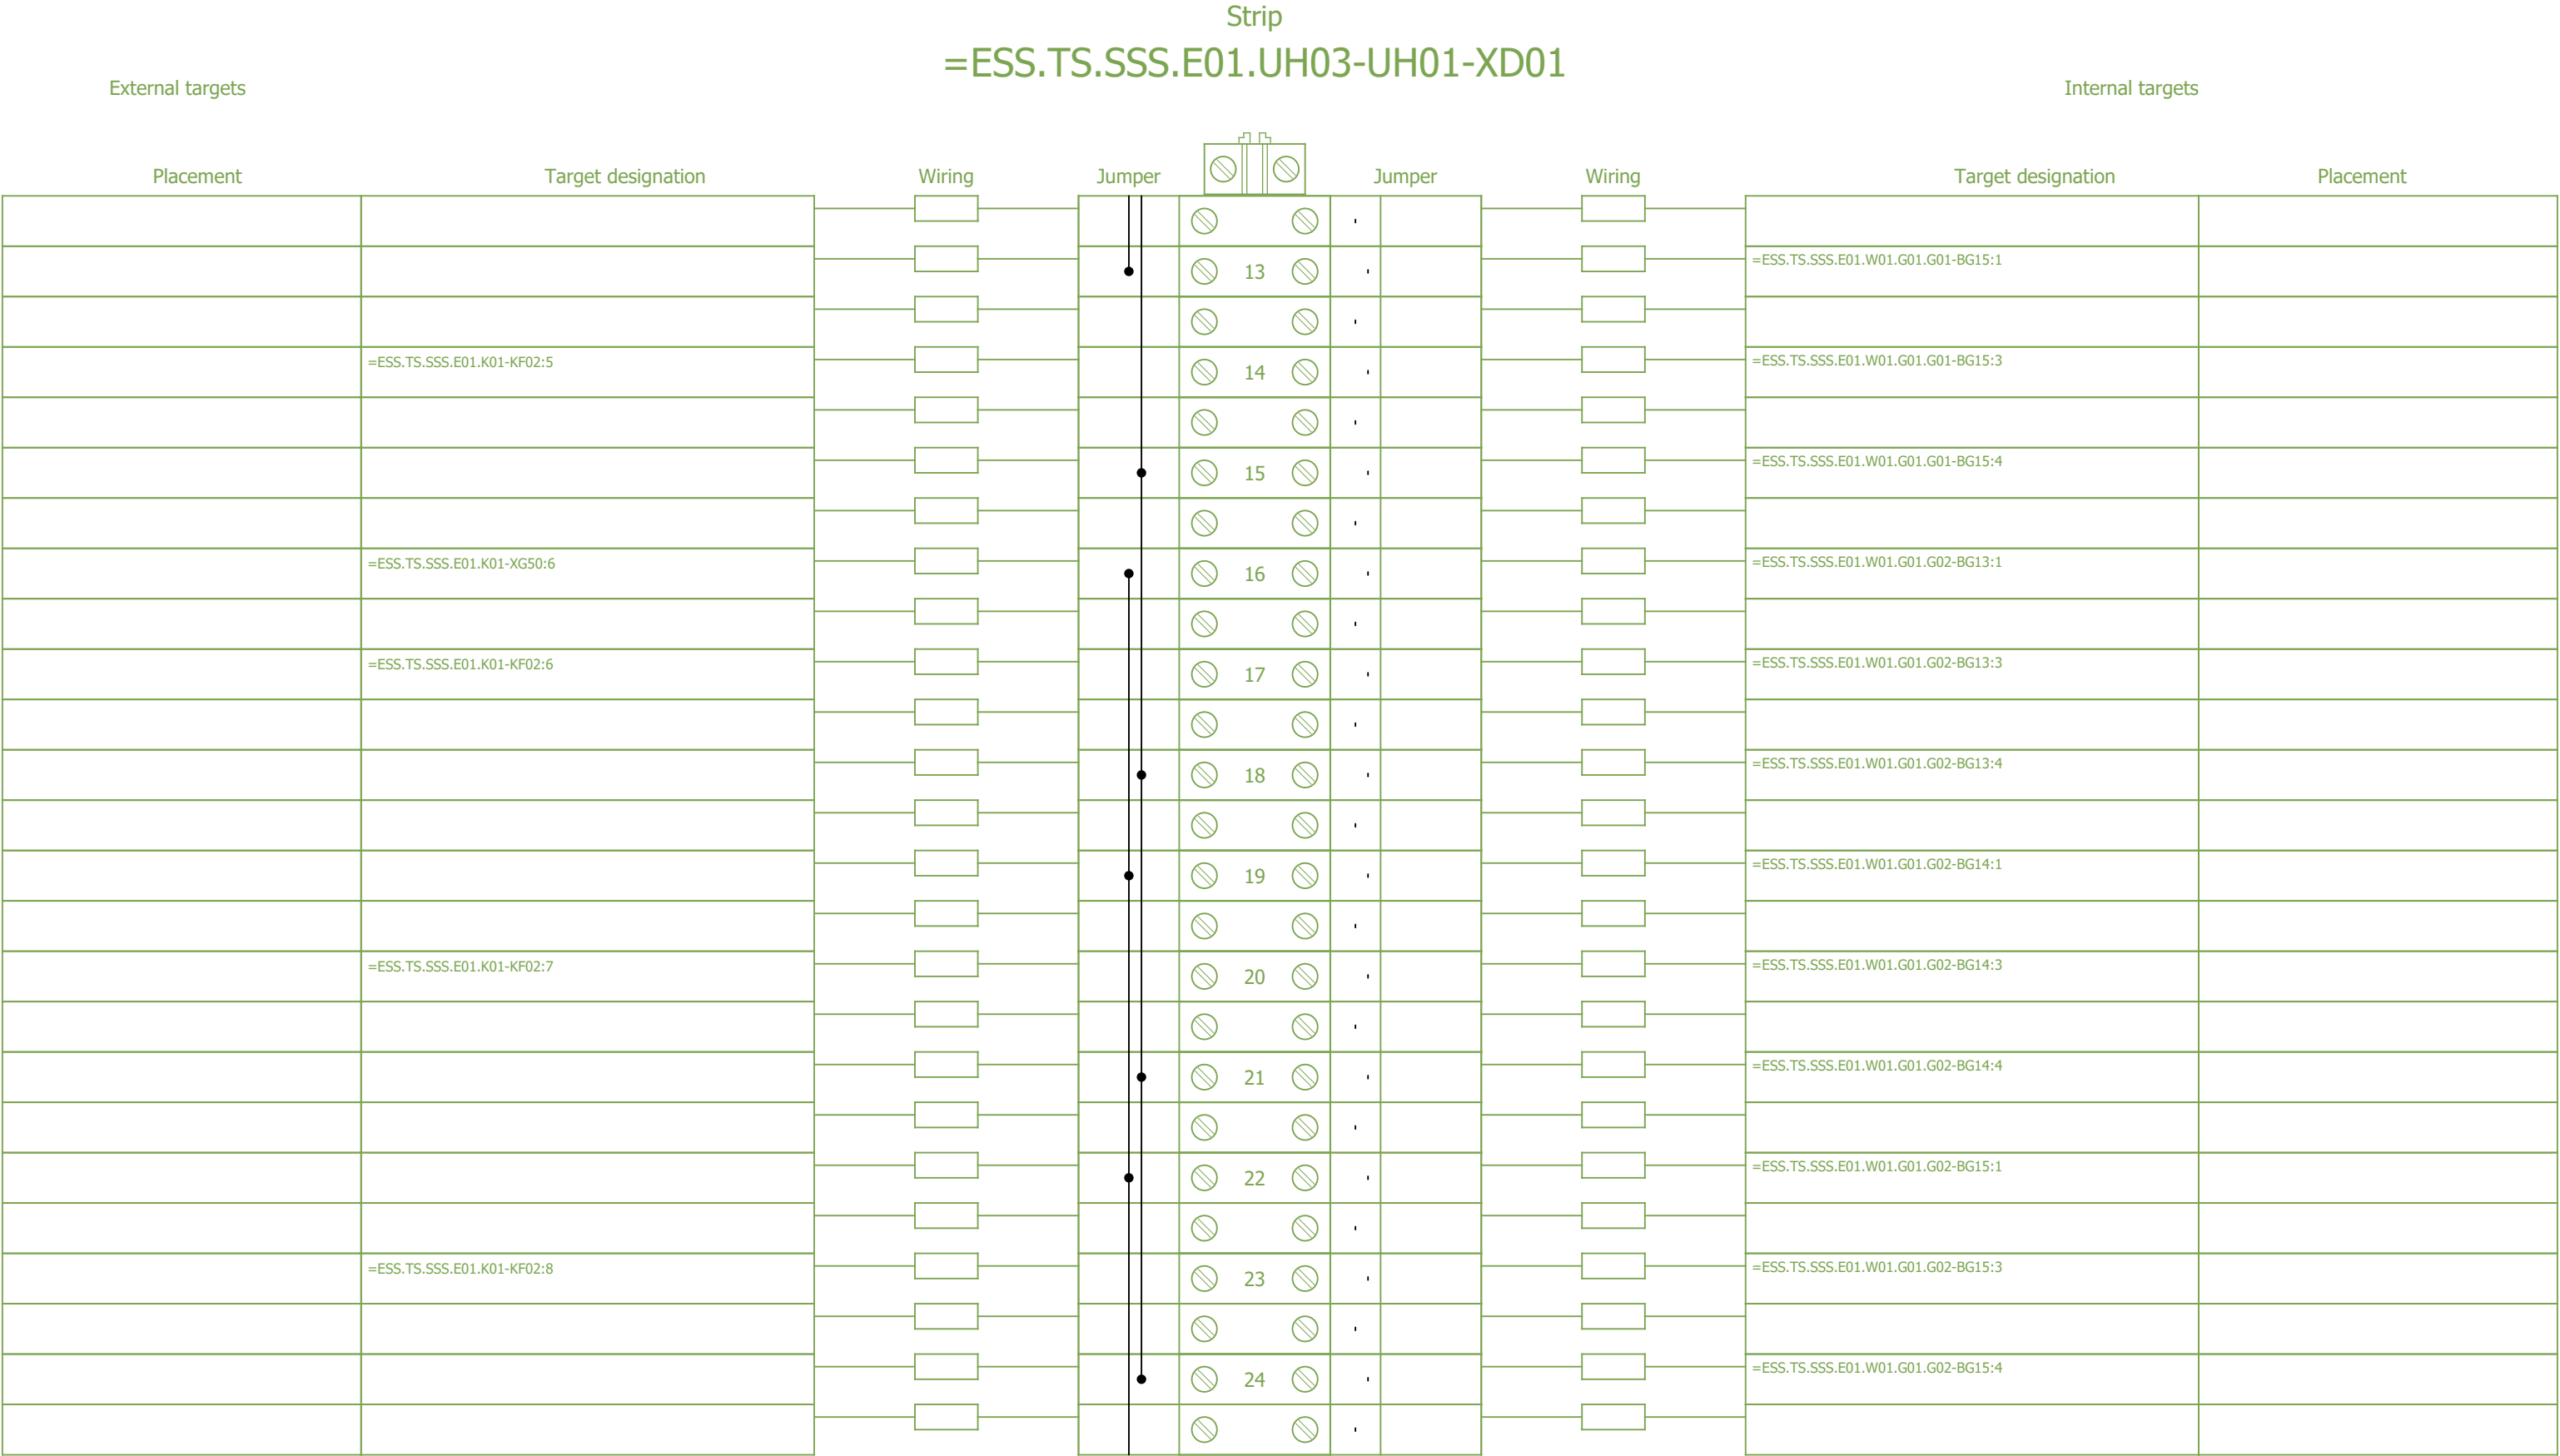 Strip
=ESS.TS.SSS.E01.UH03-UH01-XD01
External targets
Internal targets
Placement Target designation Wiring Jumper Jumper Wiring Target designation Placement
13 =ESS.TS.SSS.E01.W01.G01.G01-BG15:1
=ESS.TS.SSS.E01.K01-KF02:5 14 =ESS.TS.SSS.E01.W01.G01.G01-BG15:3
15 =ESS.TS.SSS.E01.W01.G01.G01-BG15:4
=ESS.TS.SSS.E01.K01-XG50:6 16 =ESS.TS.SSS.E01.W01.G01.G02-BG13:1
=ESS.TS.SSS.E01.K01-KF02:6 17 =ESS.TS.SSS.E01.W01.G01.G02-BG13:3
18 =ESS.TS.SSS.E01.W01.G01.G02-BG13:4
19 =ESS.TS.SSS.E01.W01.G01.G02-BG14:1
=ESS.TS.SSS.E01.K01-KF02:7 20 =ESS.TS.SSS.E01.W01.G01.G02-BG14:3
21 =ESS.TS.SSS.E01.W01.G01.G02-BG14:4
22 =ESS.TS.SSS.E01.W01.G01.G02-BG15:1
=ESS.TS.SSS.E01.K01-KF02:8 23 =ESS.TS.SSS.E01.W01.G01.G02-BG15:3
24 =ESS.TS.SSS.E01.W01.G01.G02-BG15:4